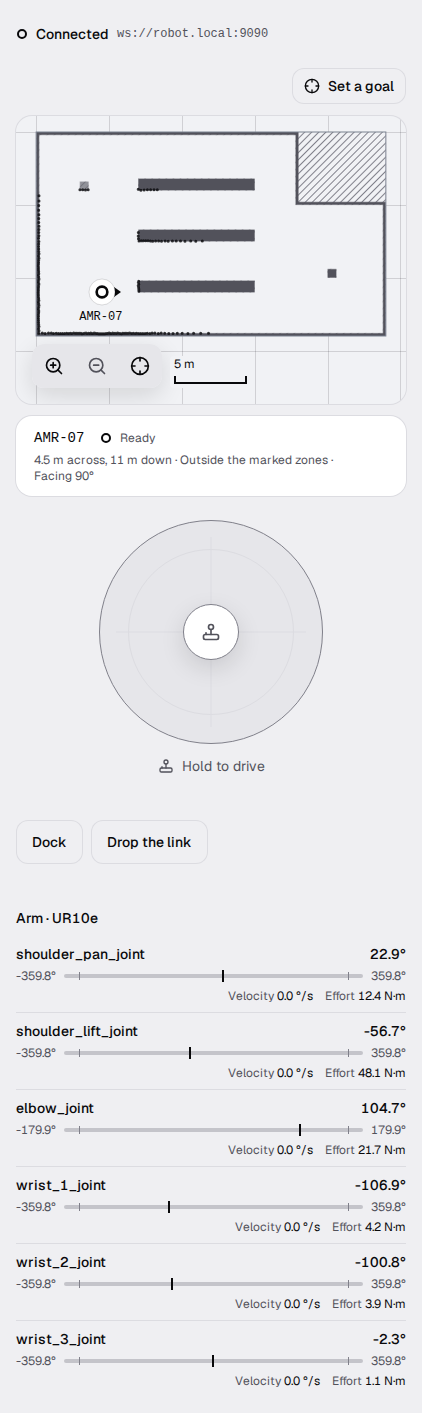 Connected ws://robot.local:9090
Set a goal
AMR-07
5 m
AMR-07 Ready
4.5 m across, 11 m down · Outside the marked zones ·
Facing 90°
Hold to drive
Dock Drop the link
Arm · UR10e
shoulder_pan_joint 22.9°
-359.8° 359.8°
Velocity 0.0 °/s Effort 12.4 N·m
shoulder_lift_joint -56.7°
-359.8° 359.8°
Velocity 0.0 °/s Effort 48.1 N·m
elbow_joint 104.7°
-179.9° 179.9°
Velocity 0.0 °/s Effort 21.7 N·m
wrist_1_joint -106.9°
-359.8° 359.8°
Velocity 0.0 °/s Effort 4.2 N·m
wrist_2_joint -100.8°
-359.8° 359.8°
Velocity 0.0 °/s Effort 3.9 N·m
wrist_3_joint -2.3°
-359.8° 359.8°
Velocity 0.0 °/s Effort 1.1 N·m